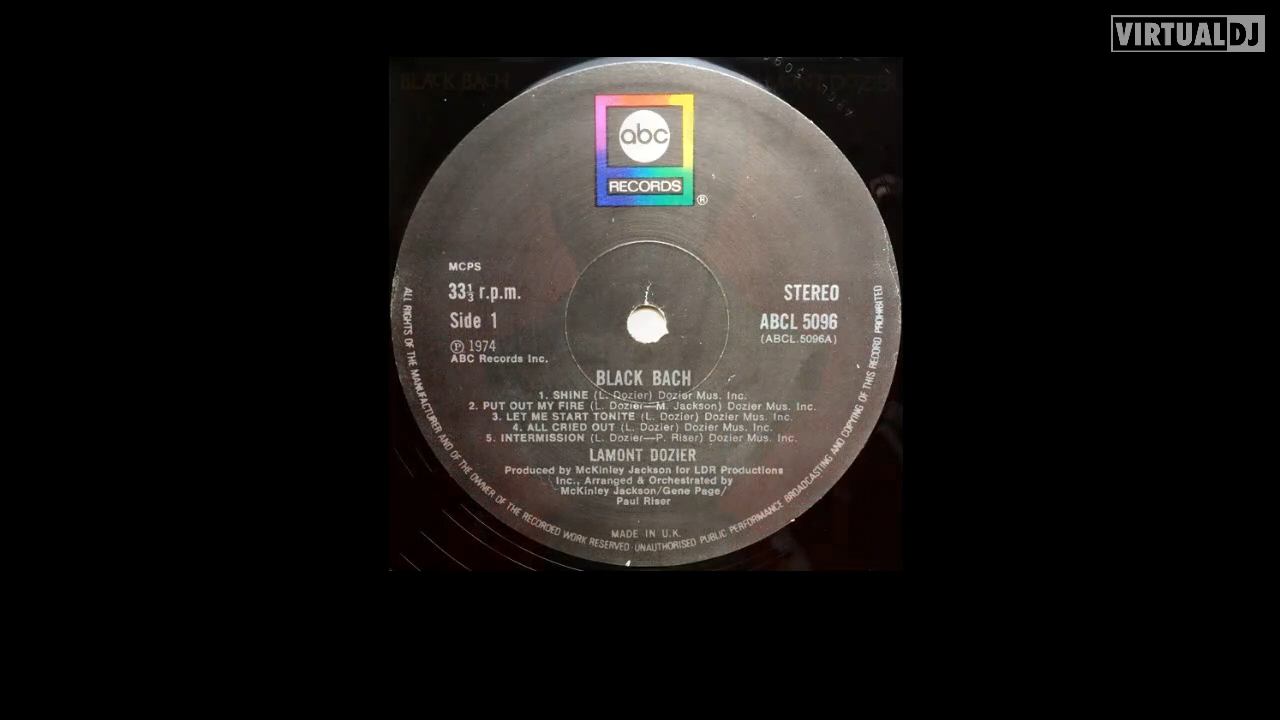 VIRTUAL DJ
BLACK BACH
abc
RECORDS ®
MCPS
33⅓ r.p.m.
Side 1
Ⓟ 1974
ABC Records Inc.
STEREO
ABCL 5096
(ABCL.5096A)
BLACK BACH
1. SHINE (L. Dozier) Dozier Mus. Inc.
2. PUT OUT MY FIRE (L. Dozier—M. Jackson) Dozier Mus. Inc.
3. LET ME START TONITE (L. Dozier) Dozier Mus. Inc.
4. ALL CRIED OUT (L. Dozier) Dozier Mus. Inc.
5. INTERMISSION (L. Dozier—P. Riser) Dozier Mus. Inc.
LAMONT DOZIER
Produced by McKinley Jackson for LDR Productions
Inc., Arranged & Orchestrated by
McKinley Jackson/Gene Page/
Paul Riser
MADE IN U.K.
ALL RIGHTS OF THE MANUFACTURER AND OF THE OWNER OF THE RECORDED WORK RESERVED·UNAUTHORISED PUBLIC PERFORMANCE BROADCASTING AND COPYING OF THIS RECORD PROHIBITED